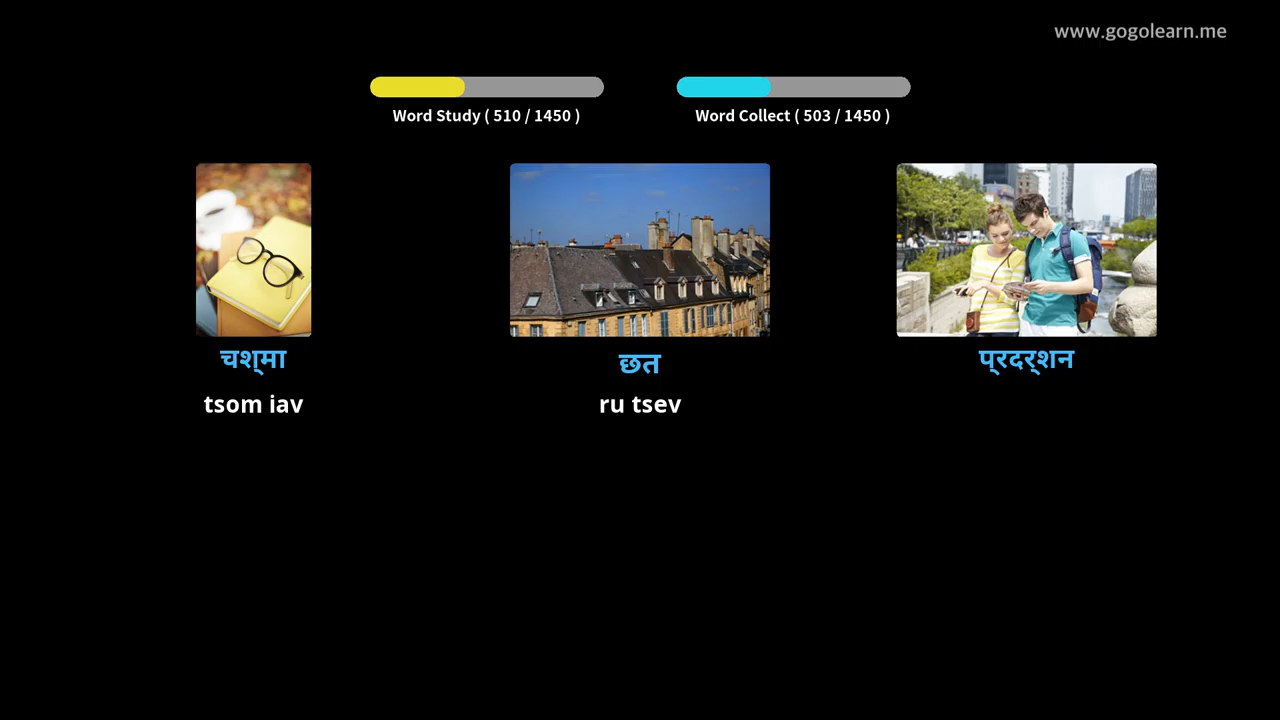 www.gogolearn.me
Word Study ( 510 / 1450 )
Word Collect ( 503 / 1450 )
चश्मा
छत
प्रदर्शन
tsom iav
ru tsev